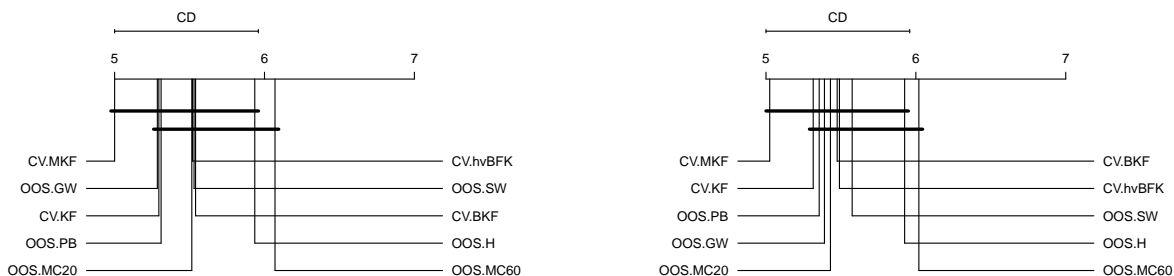 CD
5 6 7
CV.MKF CV.hvBFK
OOS.GW OOS.SW
CV.KF CV.BKF
OOS.PB OOS.H
OOS.MC20 OOS.MC60
CD
5 6 7
CV.MKF CV.BKF
CV.KF CV.hvBFK
OOS.PB OOS.SW
OOS.GW OOS.H
OOS.MC20 OOS.MC60